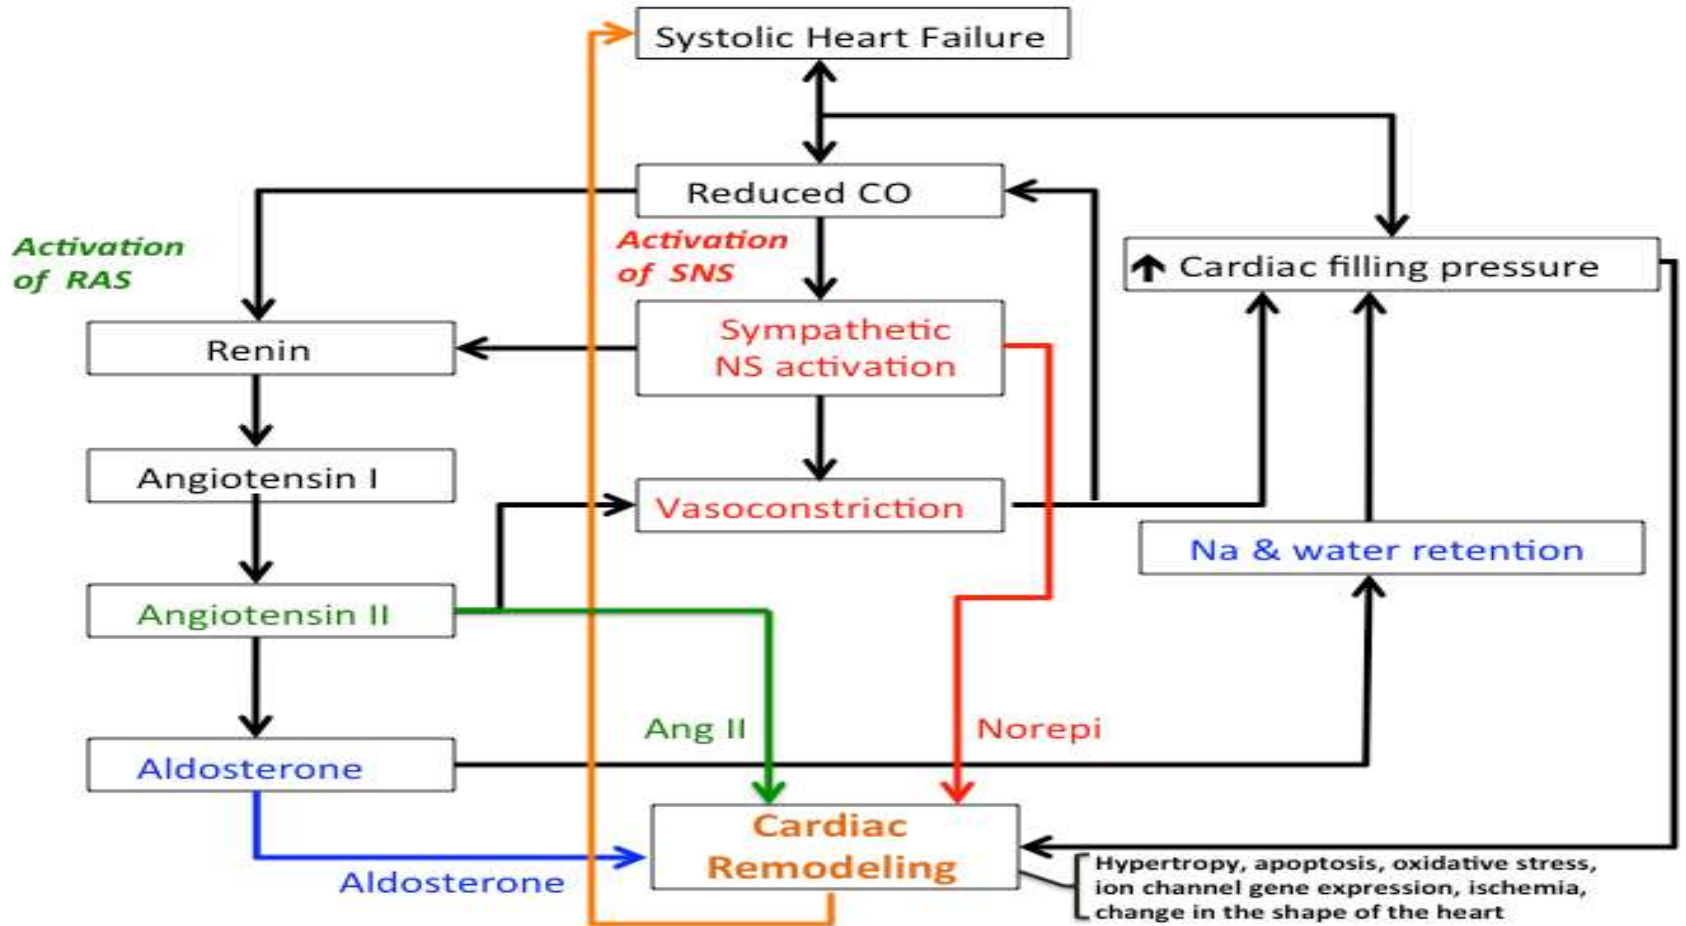 Systolic Heart Failure
Reduced CO
Activation
of RAS
Activation
of SNS
↑ Cardiac filling pressure
Renin
Sympathetic
NS activation
Angiotensin I
Vasoconstriction
Na & water retention
Angiotensin II
Ang II
Norepi
Aldosterone
Cardiac
Remodeling
Aldosterone
Hypertropy, apoptosis, oxidative stress,
ion channel gene expression, ischemia,
change in the shape of the heart